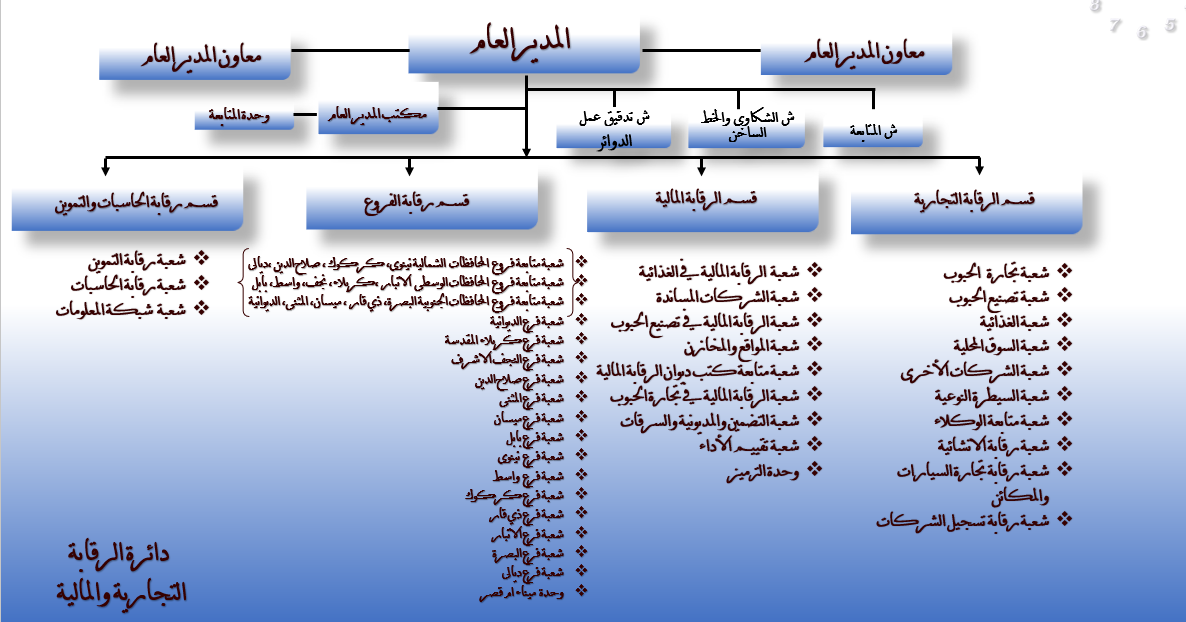 8 7 6 5
المدير العام
معاون المدير العام
معاون المدير العام
مكتب المدير العام
وحدة المتابعة
ش المتابعة
ش الشكاوى والخط
الساخن
ش تدقيق عمل
الدوائر
قسم الرقابة التجارية
شعبة تجارة الحبوب
شعبة تصنيع الحبوب
شعبة الغذائية
شعبة السوق المحلية
شعبة الشركات الأخرى
شعبة السيطرة النوعية
شعبة متابعة الوكلاء
شعبة رقابة الانشائية
شعبة رقابة تجارة السيارات
والمكائن
شعبة رقابة تسجيل الشركات
قسم الرقابة المالية
شعبة الرقابة المالية في الغذائية
شعبة الشركات المساندة
شعبة الرقابة المالية في تصنيع الحبوب
شعبة المواقع والمخازن
شعبة متابعة كتب ديوان الرقابة المالية
شعبة الرقابة المالية في تجارة الحبوب
شعبة التضمين والمديونية والسرقات
شعبة تقييم الأداء
وحدة الترميز
قسم رقابة الفروع
شعبة متابعة فروع المحافظات الشمالية نينوى، كركوك، صلاح الدين، ديالى
شعبة متابعة فروع المحافظات الوسطى الانبار، كربلاء، نجف، واسط، بابل
شعبة متابعة فروع المحافظات الجنوبية البصرة، ذي قار، ميسان، المثنى، الديوانية
شعبة فرع الديوانية
شعبة فرع كربلاء المقدسة
شعبة فرع النجف الاشرف
شعبة فرع صلاح الدين
شعبة فرع المثنى
شعبة فرع ميسان
شعبة فرع بابل
شعبة فرع نينوى
شعبة فرع واسط
شعبة فرع كركوك
شعبة فرع ذي قار
شعبة فرع الانبار
شعبة فرع البصرة
شعبة فرع ديالى
وحدة ميناء ام قصر
قسم رقابة الحاسبات والتموين
شعبة رقابة التموين
شعبة رقابة الحاسبات
شعبة شبكة المعلومات
دائرة الرقابة
التجارية والمالية